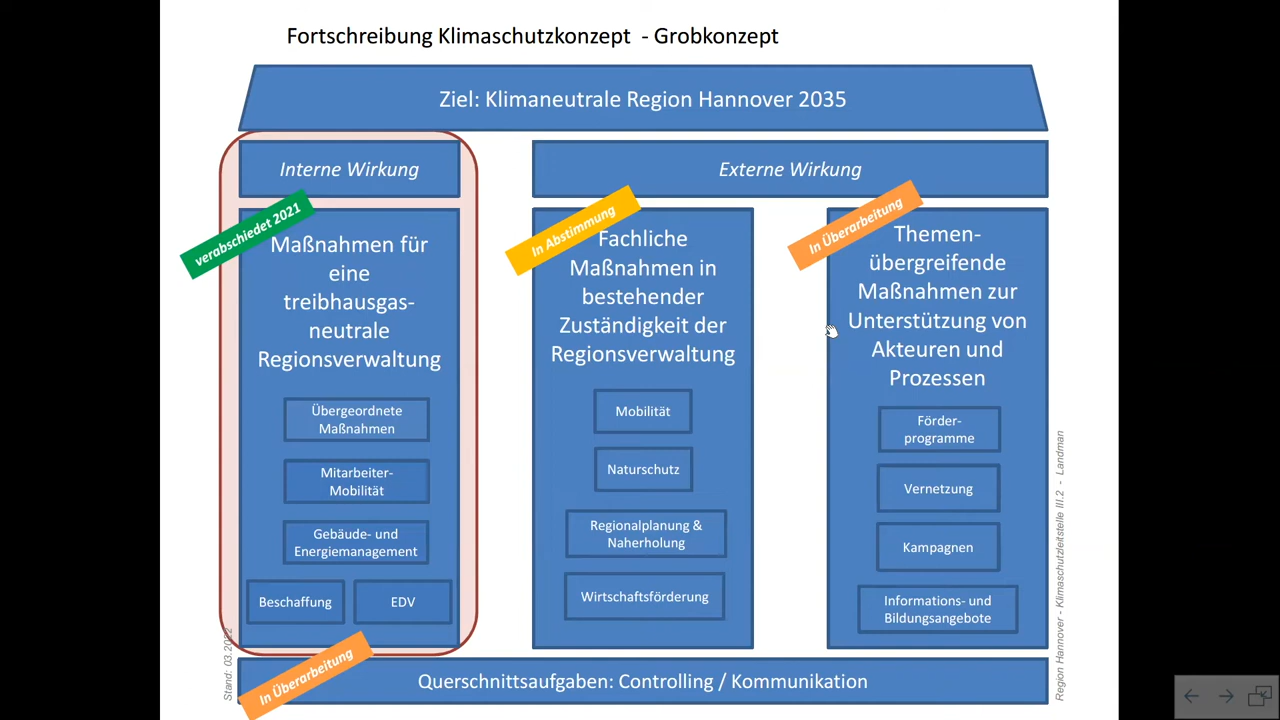 Fortschreibung Klimaschutzkonzept - Grobkonzept
Ziel: Klimaneutrale Region Hannover 2035
Interne Wirkung
Externe Wirkung
verabschiedet 2021
Maßnahmen für
eine
treibhausgas-
neutrale
Regionsverwaltung
Übergeordnete
Maßnahmen
Mitarbeiter-
Mobilität
Gebäude- und
Energiemanagement
Beschaffung
EDV
In Abstimmung
Fachliche
Maßnahmen in
bestehender
Zuständigkeit der
Regionsverwaltung
Mobilität
Naturschutz
Regionalplanung &
Naherholung
Wirtschaftsförderung
In Überarbeitung
Themen-
übergreifende
Maßnahmen zur
Unterstützung von
Akteuren und
Prozessen
Förder-
programme
Vernetzung
Kampagnen
Informations- und
Bildungsangebote
In Überarbeitung
Querschnittsaufgaben: Controlling / Kommunikation
Stand: 03.2022
Region Hannover - Klimaschutzleitstelle III.2 - Landman